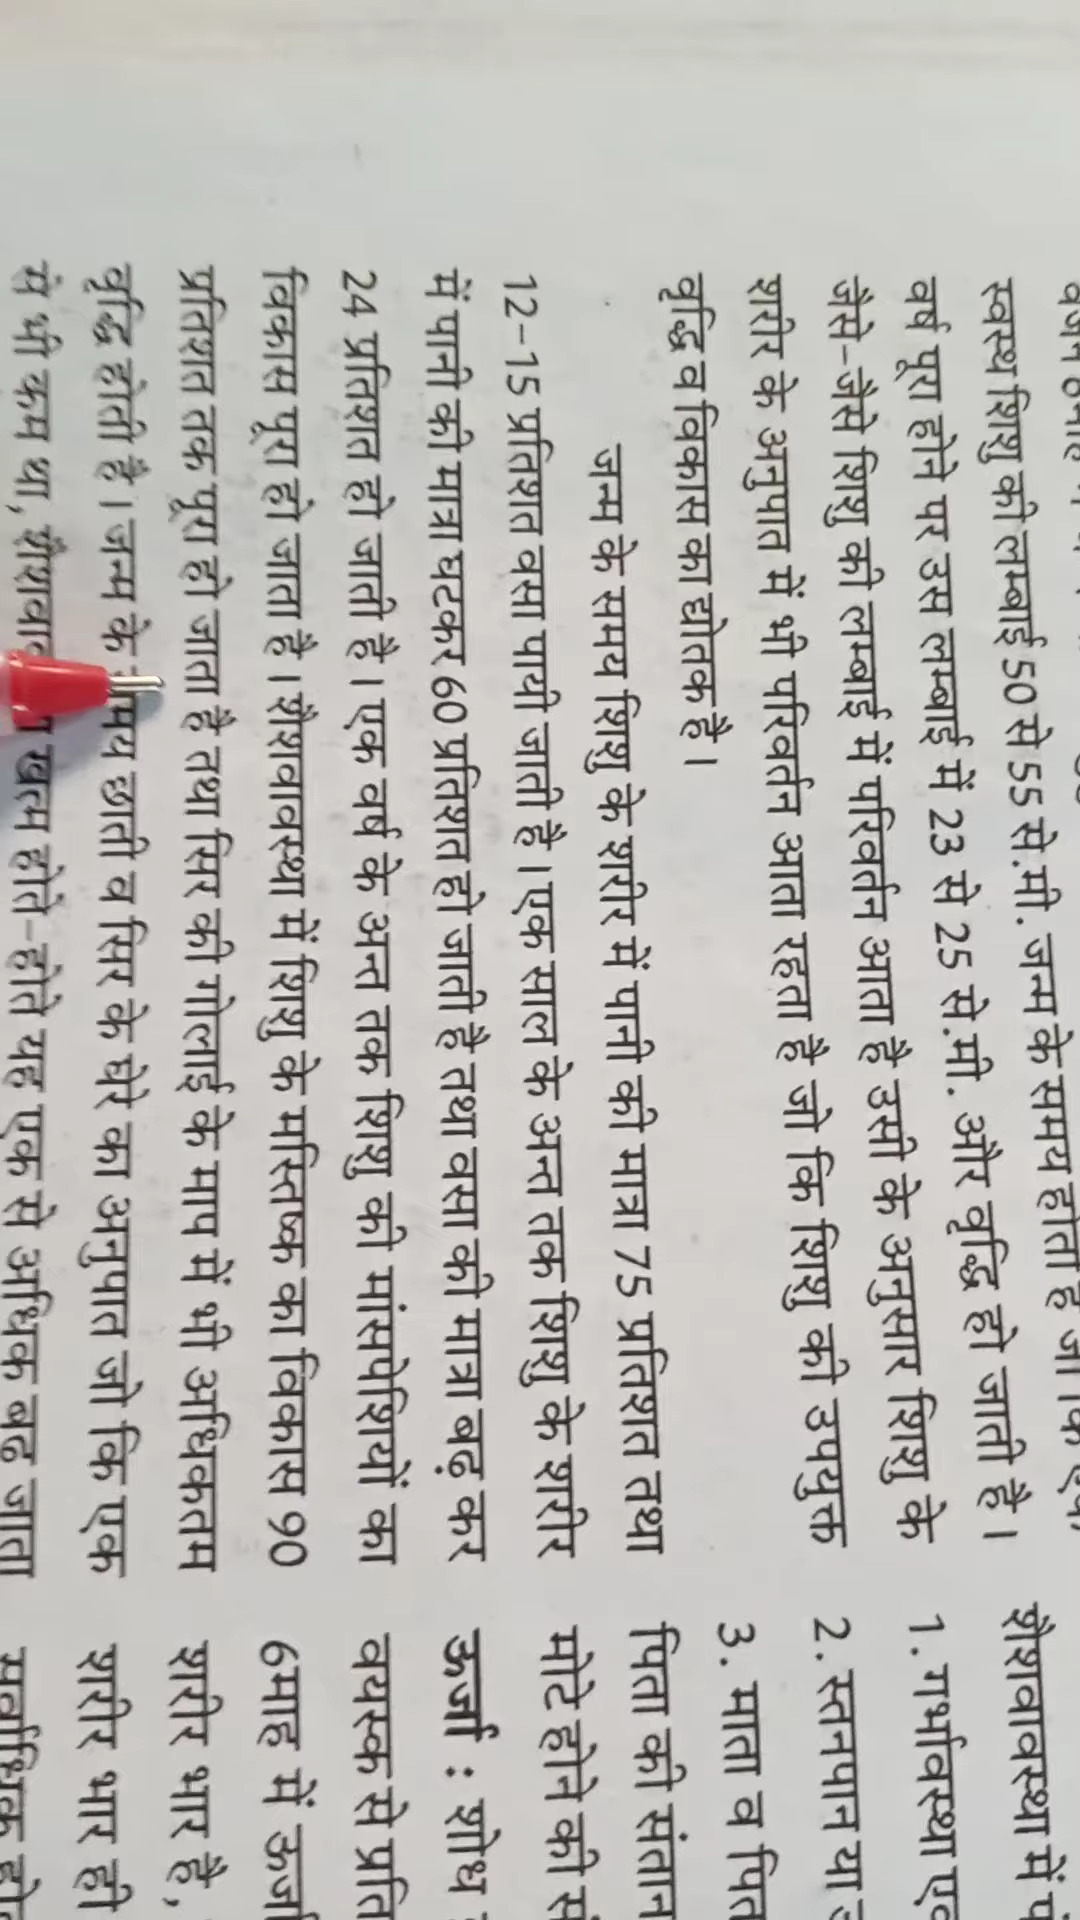 स्वस्थ शिशु की लम्बाई 50 से 55 से.मी. जन्म के समय होती है जो कि एक
वर्ष पूरा होने पर उस लम्बाई में 23 से 25 से.मी. और वृद्धि हो जाती है।
जैसे-जैसे शिशु की लम्बाई में परिवर्तन आता है उसी के अनुसार शिशु के
शरीर के अनुपात में भी परिवर्तन आता रहता है जो कि शिशु की उपयुक्त
वृद्धि व विकास का द्योतक है।
जन्म के समय शिशु के शरीर में पानी की मात्रा 75 प्रतिशत तथा
12-15 प्रतिशत वसा पायी जाती है। एक साल के अन्त तक शिशु के शरीर
में पानी की मात्रा घटकर 60 प्रतिशत हो जाती है तथा वसा की मात्रा बढ़ कर
24 प्रतिशत हो जाती है। एक वर्ष के अन्त तक शिशु की मांसपेशियों का
विकास पूरा हो जाता है। शैशवावस्था में शिशु के मस्तिष्क का विकास 90
प्रतिशत तक पूरा हो जाता है तथा सिर की गोलाई के माप में भी अधिकतम
वृद्धि होती है। जन्म के समय छाती व सिर के घेरे का अनुपात जो कि एक
से भी कम था, खत्म होते-होते यह एक से अधिक बढ़ जाता
शैशवावस्था में
1. गर्भावस्था
2. स्तनपान या
3. माता व
पिता की संतान
मोटे होने की
ऊर्जा : शोध
वयस्क से प्रति
6माह में
शरीर भार है,
शरीर भार ही